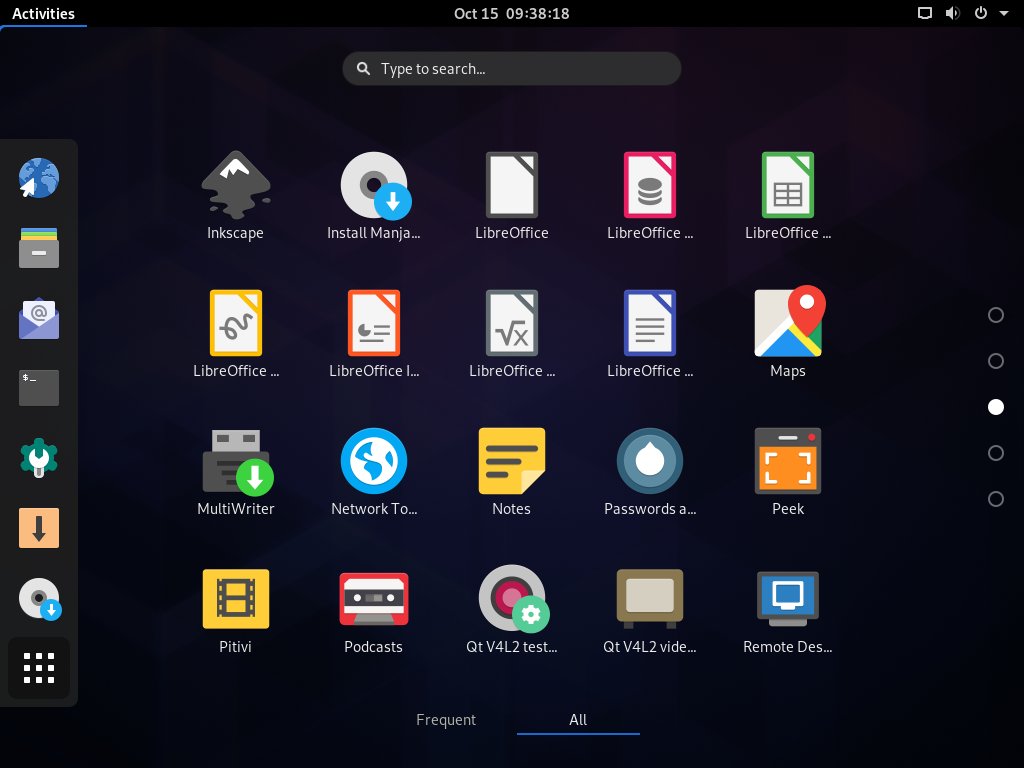 Activities
Oct 15 09:38:18
Type to search...
Inkscape
Install Manja...
LibreOffice
LibreOffice ...
LibreOffice ...
LibreOffice ...
LibreOffice I...
LibreOffice ...
LibreOffice ...
Maps
MultiWriter
Network To...
Notes
Passwords a...
Peek
Pitivi
Podcasts
Qt V4L2 test...
Qt V4L2 vide...
Remote Des...
@
$_
√x
Frequent
All